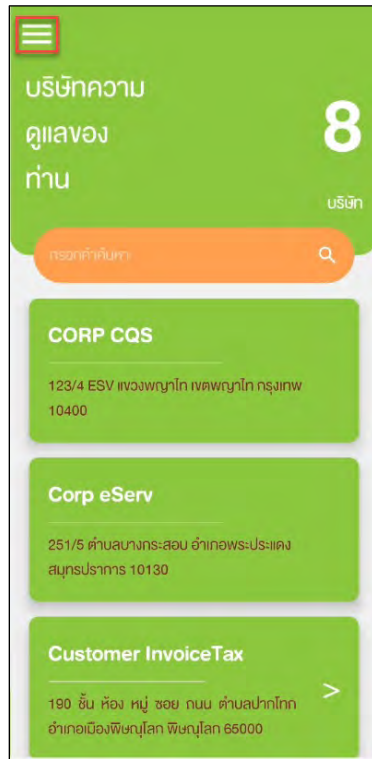 บริษัทความ
ดูแลของ
ท่าน
8
บริษัท
กรอกคำค้นหา
CORP CQS
123/4 ESV แขวงพญาไท เขตพญาไท กรุงเทพ
10400
Corp eServ
251/5 ตำบลบางกระสอบ อำเภอพระประแดง
สมุทรปราการ 10130
Customer InvoiceTax
190 ชั้น ห้อง หมู่ ซอย ถนน ตำบลปากโทก
อำเภอเมืองพิษณุโลก พิษณุโลก 65000
>